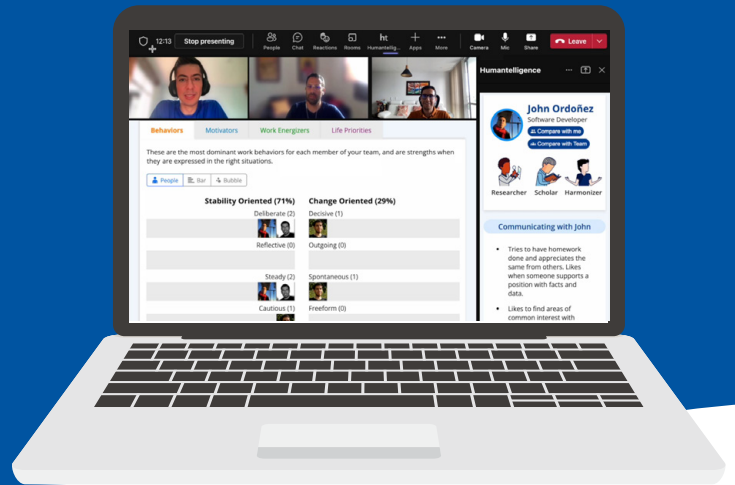 12:13 Stop presenting
People Chat Reactions Rooms Humantellig... Apps More Camera Mic Share Leave
ht
Humantelligence
John Ordoñez
Software Developer
Compare with me
Compare with Team
Researcher Scholar Harmonizer
Communicating with John
Tries to have homework
done and appreciates the
same from others. Likes
when someone supports a
position with facts and
data.
Likes to find areas of
common interest with
Behaviors Motivators Work Energizers Life Priorities
These are the most dominant work behaviors for each member of your team, and are strengths when
they are expressed in the right situations.
People Bar Bubble
Stability Oriented (71%) Change Oriented (29%)
Deliberate (2) Decisive (1)
Reflective (0) Outgoing (0)
Steady (2) Spontaneous (1)
Cautious (1) Freeform (0)